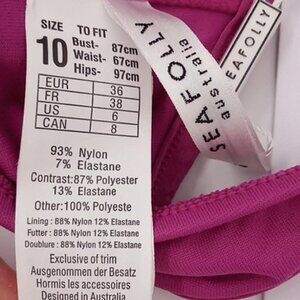 SIZE TO FIT
10 Bust- 87cm
Waist- 67cm
Hips- 97cm
EUR 36
FR 38
US 6
CAN 8
93% Nylon
7% Elastane
Contrast:87% Polyester
13% Elastane
Other:100% Polyeste
Lining : 88% Nylon 12% Elastane
Futter : 88% Nylon 12% Elastane
Doublure : 88% Nylon 12% Elastane
Exclusive of trim
Ausgenommen der Besatz
Hormis les accessoires
Designed in Australia
SEAFOLLY
australia
EAFOLLY